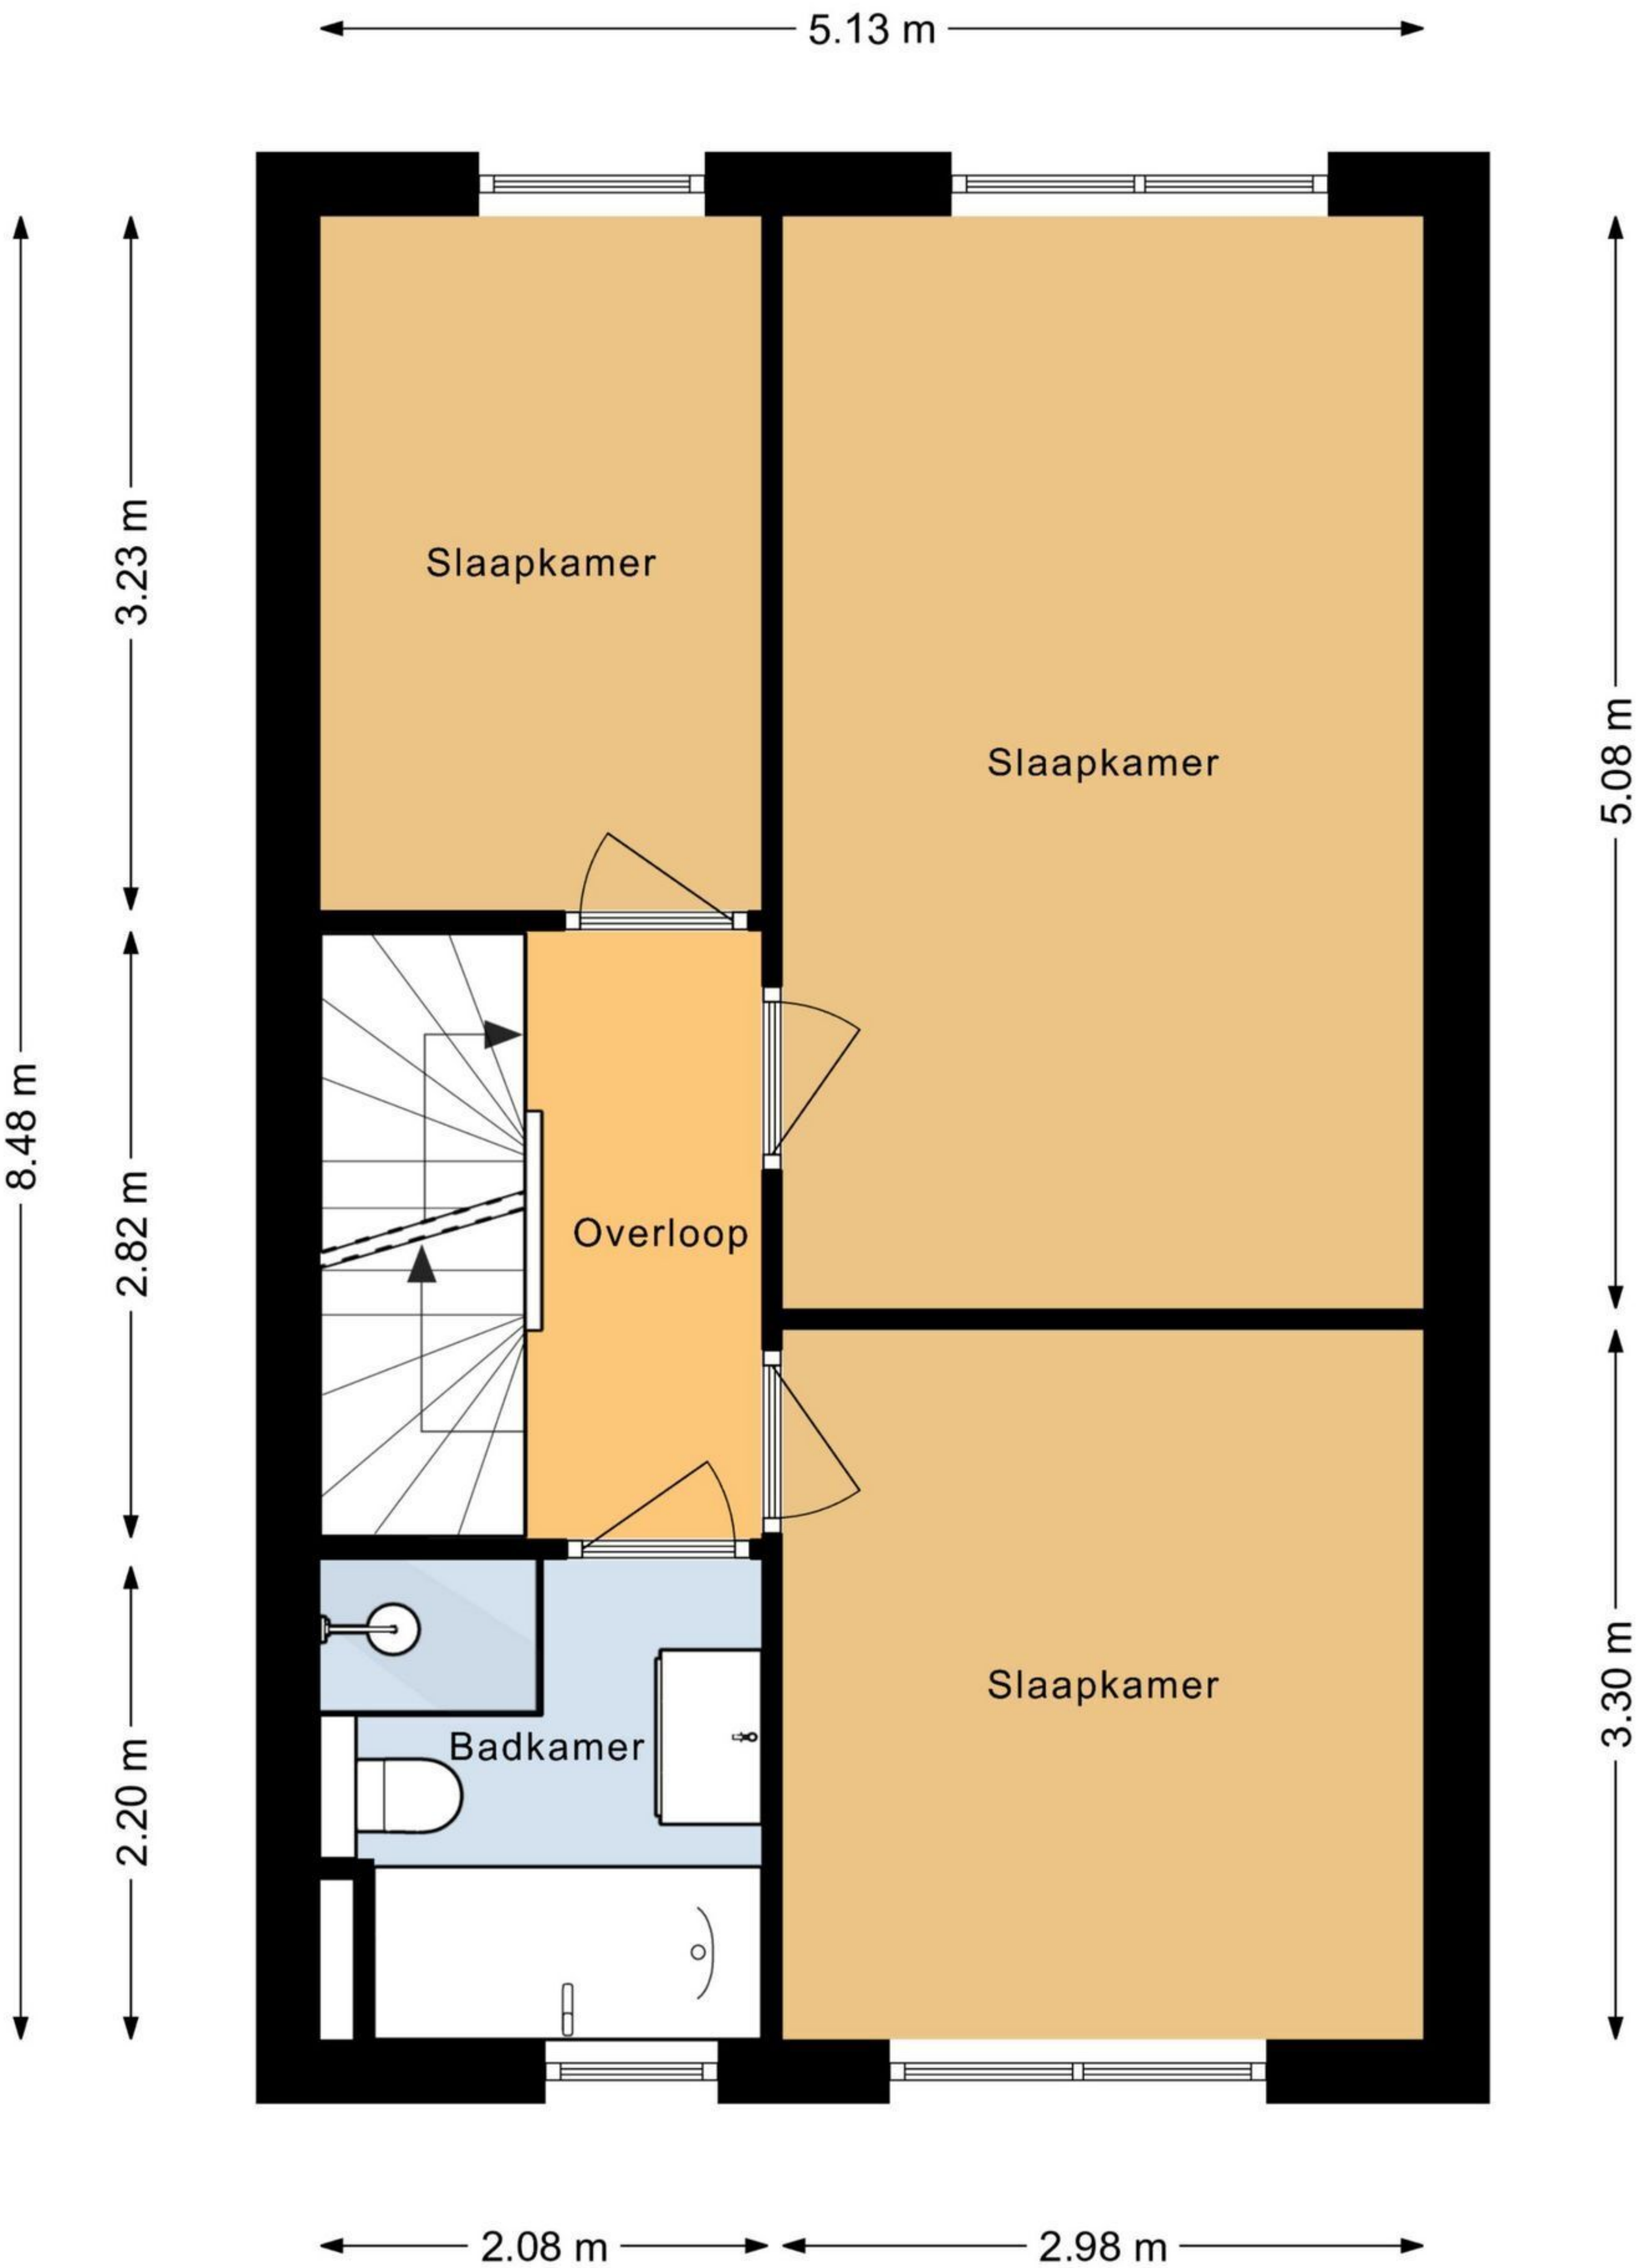 5.13 m
3.23 m
Slaapkamer
Slaapkamer
5.08 m
8.48 m
2.82 m
Overloop
Slaapkamer
3.30 m
Badkamer
2.20 m
2.08 m
2.98 m